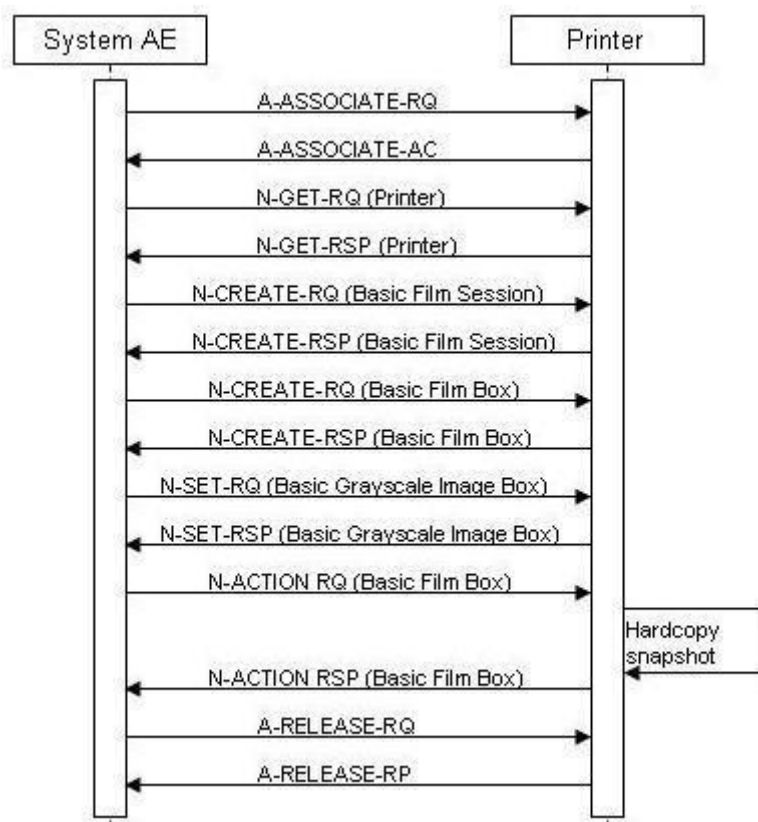 System AE
Printer
A-ASSOCIATE-RQ
A-ASSOCIATE-AC
N-GET-RQ (Printer)
N-GET-RSP (Printer)
N-CREATE-RQ (Basic Film Session)
N-CREATE-RSP (Basic Film Session)
N-CREATE-RQ (Basic Film Box)
N-CREATE-RSP (Basic Film Box)
N-SET-RQ (Basic Grayscale Image Box)
N-SET-RSP (Basic Grayscale Image Box)
N-ACTION RQ (Basic Film Box)
Hardcopy
snapshot
N-ACTION RSP (Basic Film Box)
A-RELEASE-RQ
A-RELEASE-RP